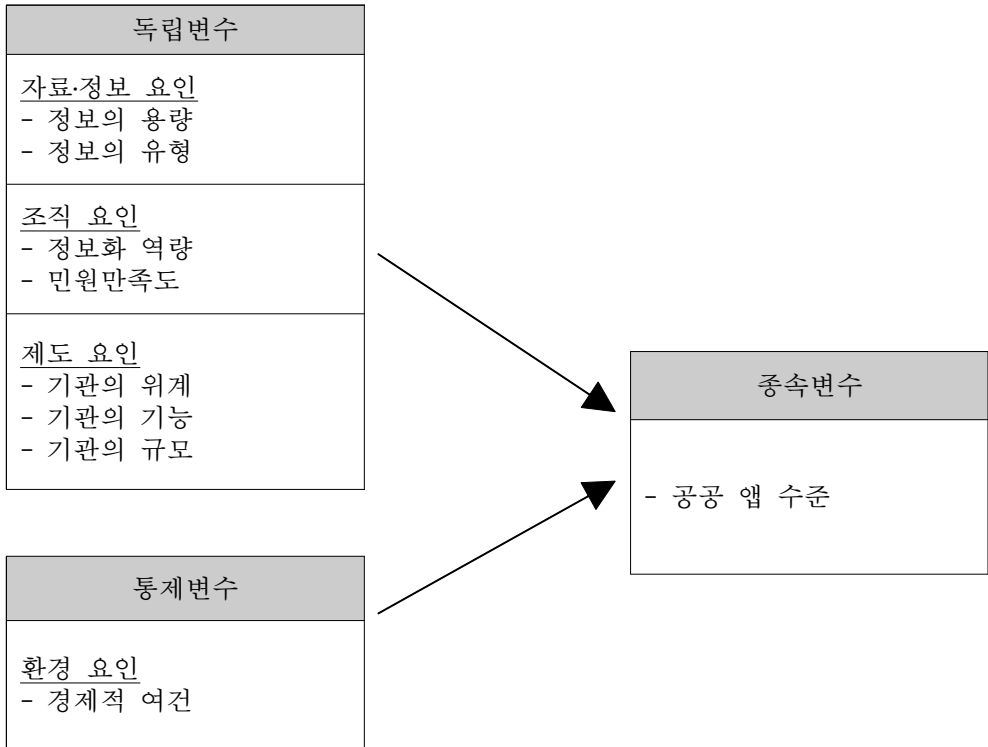 독립변수
자료·정보 요인
- 정보의 용량
- 정보의 유형
조직 요인
- 정보화 역량
- 민원만족도
제도 요인
- 기관의 위계
- 기관의 기능
- 기관의 규모
종속변수
- 공공 앱 수준
통제변수
환경 요인
- 경제적 여건